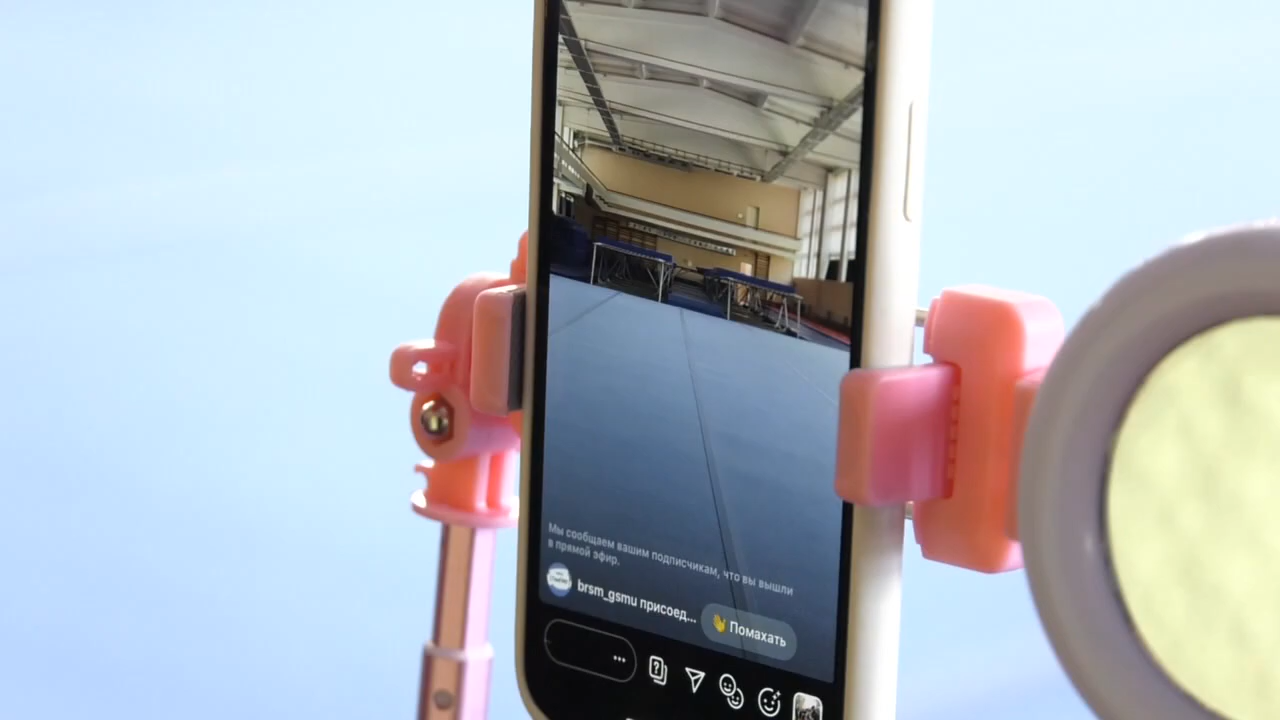 Мы сообщаем вашим подписчикам, что вы вышли
в прямой эфир.
brsm_gsmu присоед...
👋 Помахать